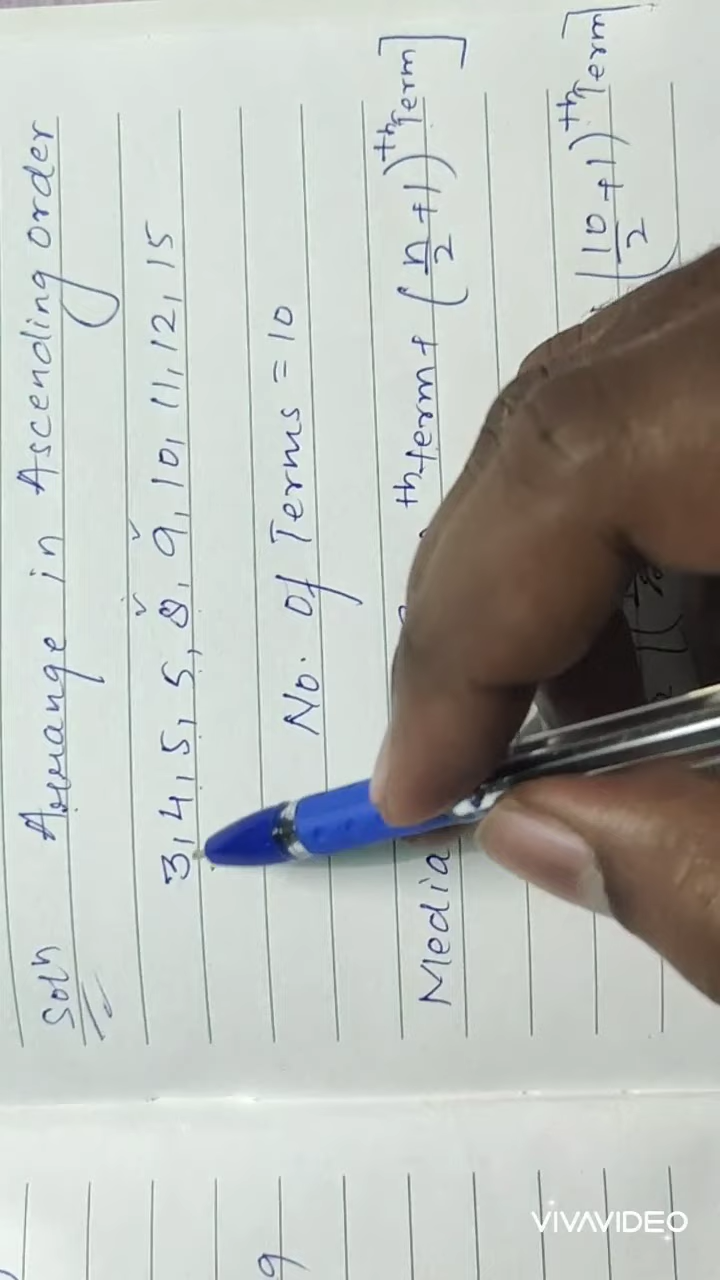 Soln Arrange in Ascending order
3, 4, 5, 5, 8, 9, 10, 11, 12, 15
No. of Terms = 10
Media th term + (n/2 + 1)th Term]
(10/2 + 1)th Term]
9
VIVAVIDEO